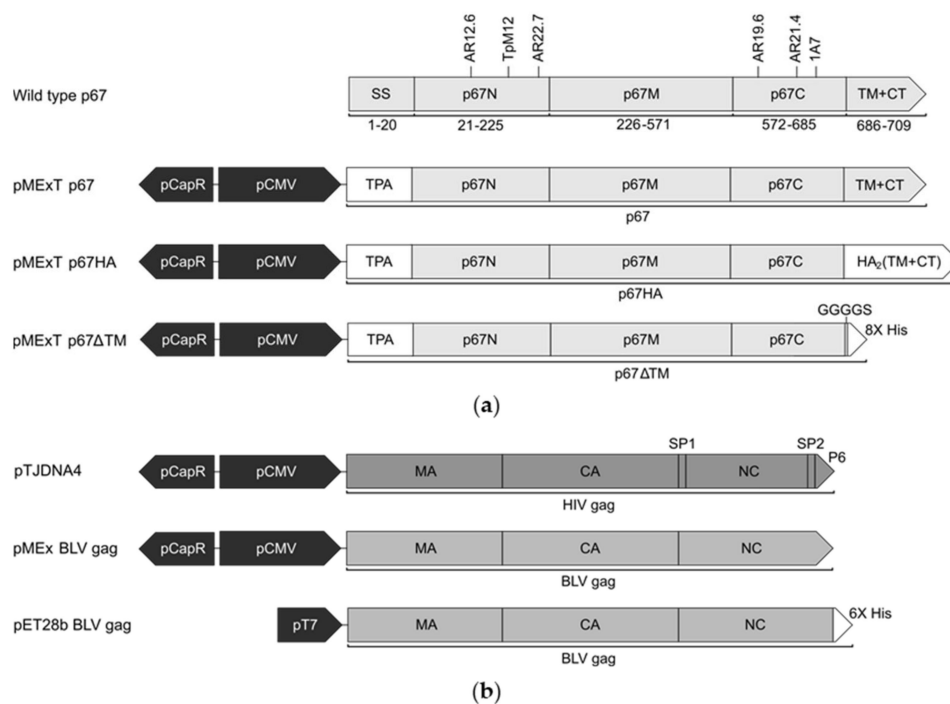 AR12.6 TpM12 AR22.7 AR19.6 AR21.4 1A7
Wild type p67 SS p67N p67M p67C TM+CT
1-20 21-225 226-571 572-685 686-709
pMExT p67 pCapR pCMV TPA p67N p67M p67C TM+CT
p67
pMExT p67HA pCapR pCMV TPA p67N p67M p67C HA₂(TM+CT)
p67HA
GGGGS
pMExT p67ΔTM pCapR pCMV TPA p67N p67M p67C 8X His
p67ΔTM
(a)
SP1 SP2
pTJDNA4 pCapR pCMV MA CA NC P6
HIV gag
pMEx BLV gag pCapR pCMV MA CA NC
BLV gag
pET28b BLV gag pT7 MA CA NC 6X His
BLV gag
(b)